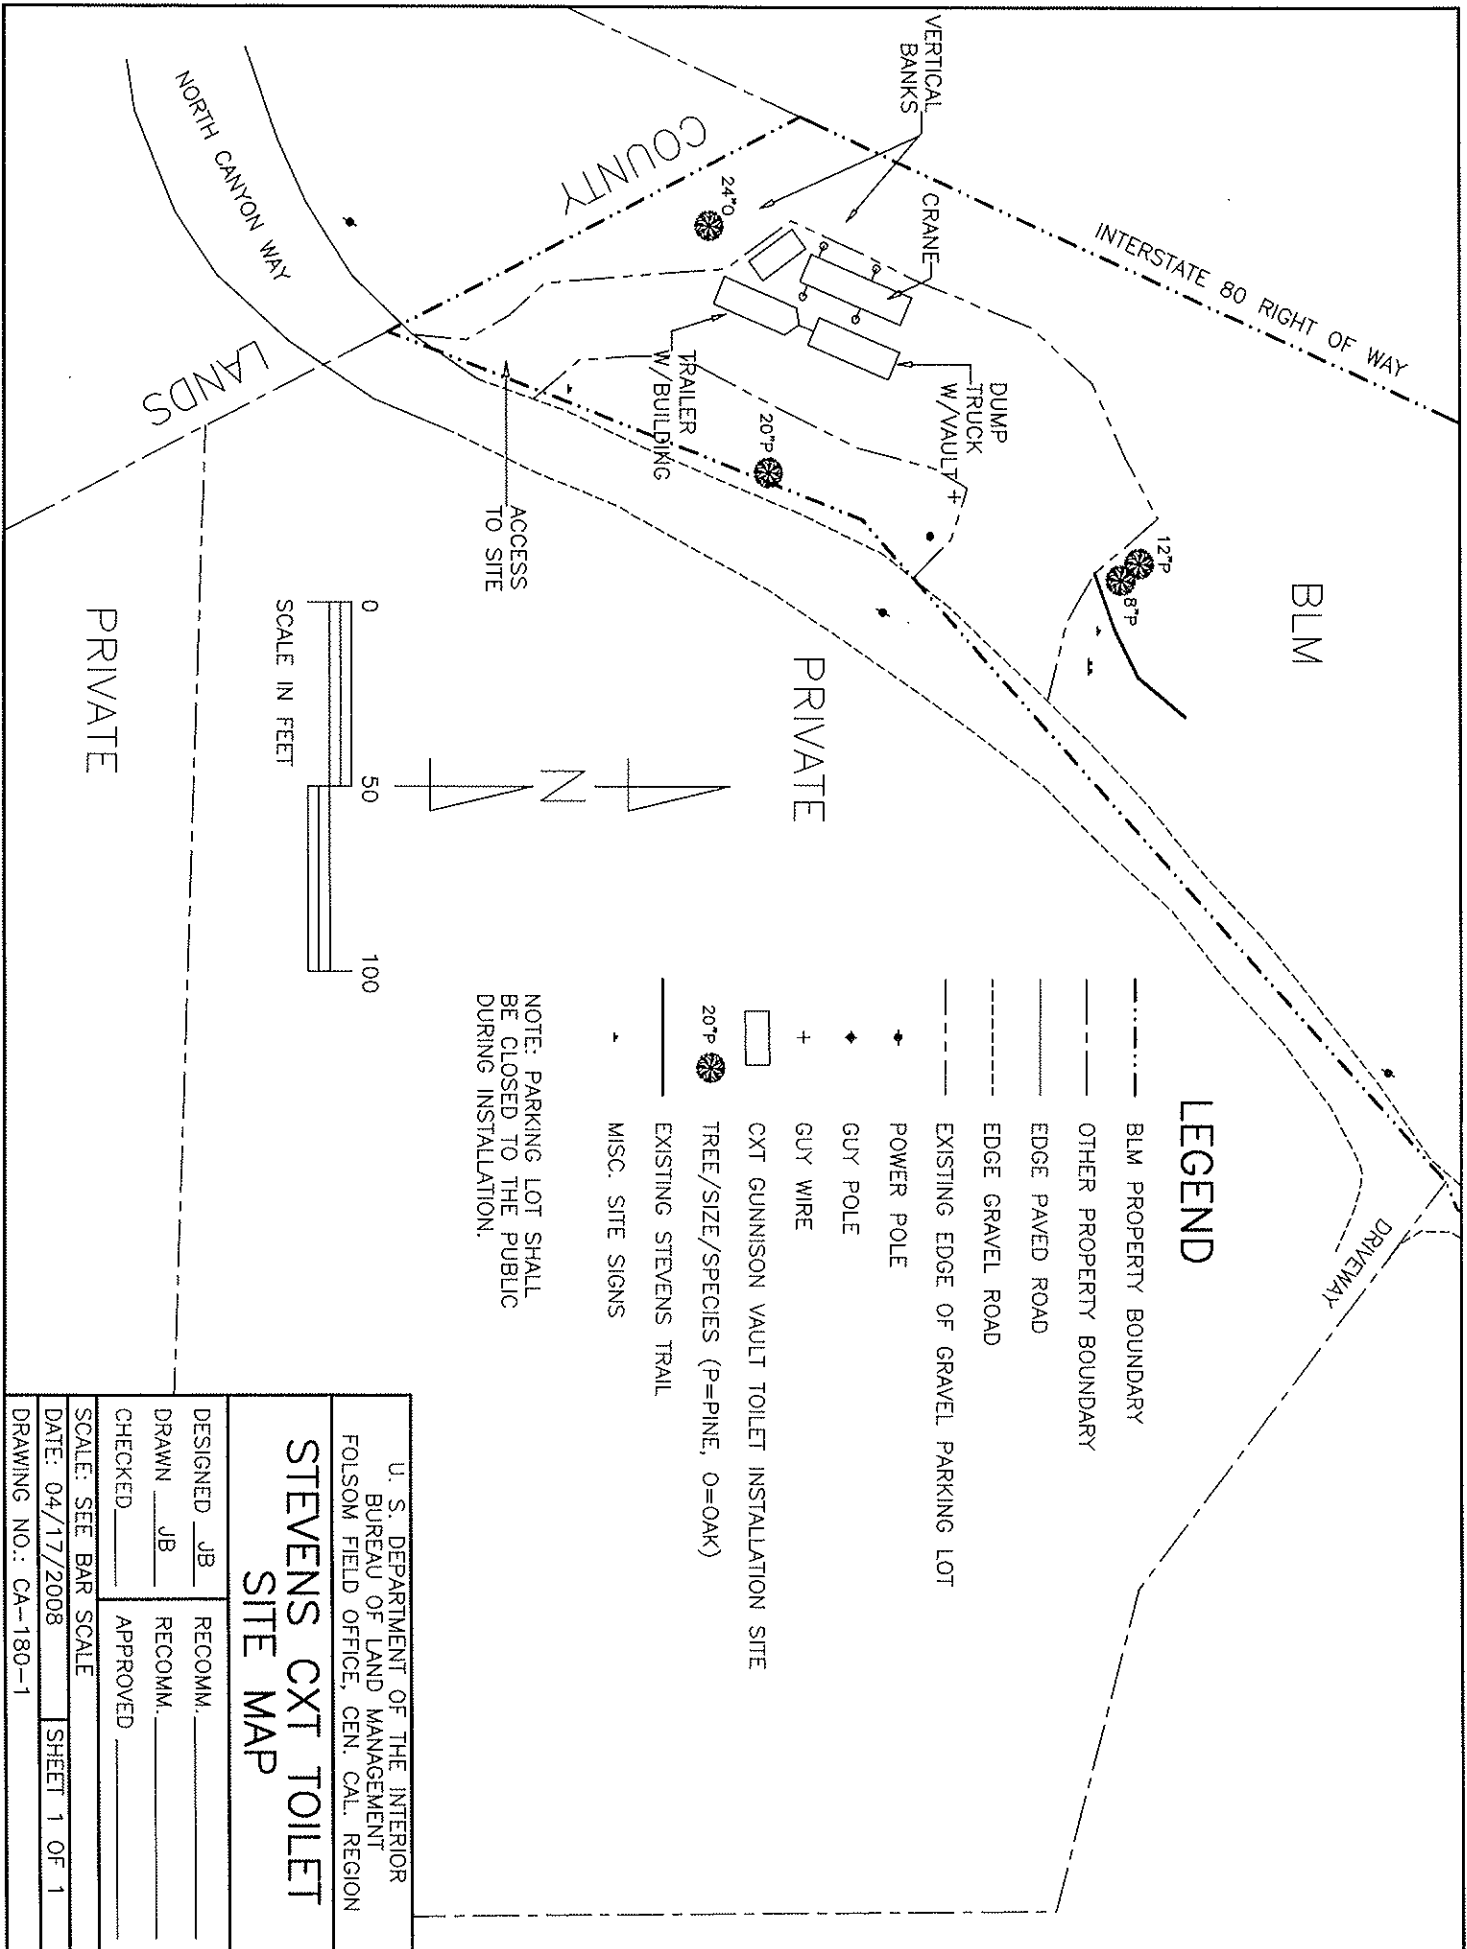 VERTICAL
BANKS
CRANE
INTERSTATE 80 RIGHT OF WAY
BLM
COUNTY
LANDS
NORTH CANYON WAY
24"O
DUMP
TRUCK
W/VAULT
TRAILER
W/BUILDING
20"P
12"P
8"P
ACCESS
TO SITE
PRIVATE
PRIVATE
DRIVEWAY
N
0 50 100
SCALE IN FEET
LEGEND
BLM PROPERTY BOUNDARY
OTHER PROPERTY BOUNDARY
EDGE PAVED ROAD
EDGE GRAVEL ROAD
EXISTING EDGE OF GRAVEL PARKING LOT
POWER POLE
GUY POLE
GUY WIRE
CXT GUNNISON VAULT TOILET INSTALLATION SITE
20"P TREE/SIZE/SPECIES (P=PINE, O=OAK)
EXISTING STEVENS TRAIL
MISC. SITE SIGNS
NOTE: PARKING LOT SHALL
BE CLOSED TO THE PUBLIC
DURING INSTALLATION.
U. S. DEPARTMENT OF THE INTERIOR
BUREAU OF LAND MANAGEMENT
FOLSOM FIELD OFFICE, CEN. CAL. REGION
STEVENS CXT TOILET
SITE MAP
DESIGNED JB RECOMM.
DRAWN JB RECOMM.
CHECKED APPROVED
SCALE: SEE BAR SCALE
DATE: 04/17/2008 SHEET 1 OF 1
DRAWING NO.: CA-180-1